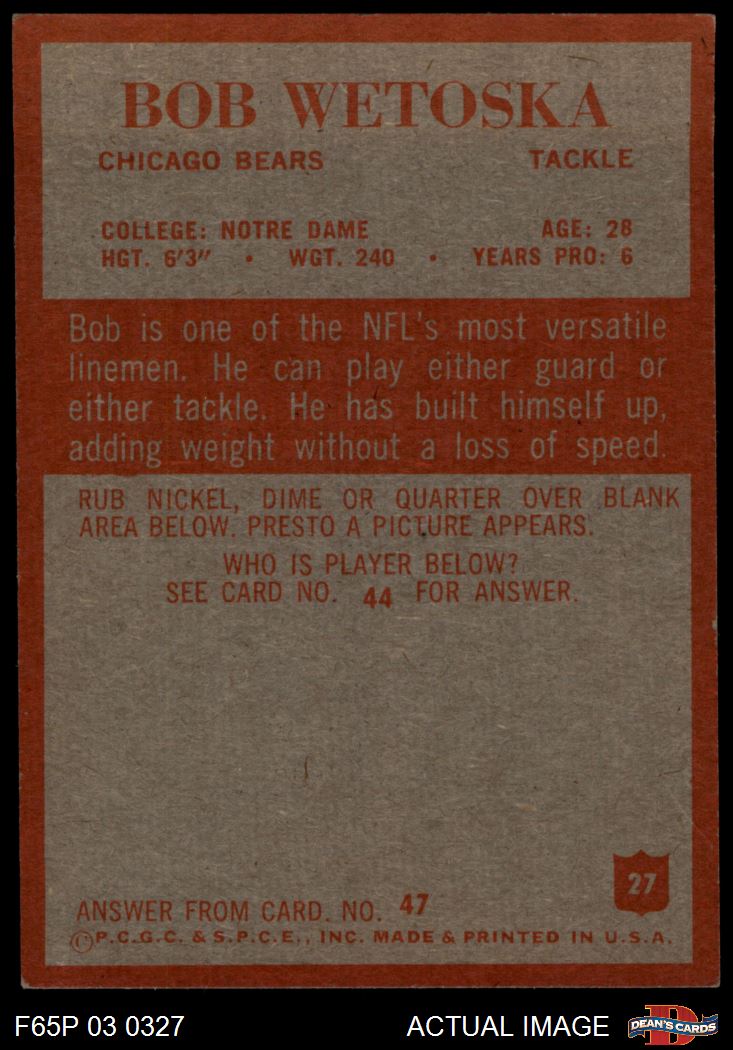 BOB WETOSKA
CHICAGO BEARS TACKLE
COLLEGE: NOTRE DAME AGE: 28
HGT. 6'3" • WGT. 240 • YEARS PRO: 6
Bob is one of the NFL's most versatile
linemen. He can play either guard or
either tackle. He has built himself up,
adding weight without a loss of speed.
RUB NICKEL, DIME OR QUARTER OVER BLANK
AREA BELOW. PRESTO A PICTURE APPEARS.
WHO IS PLAYER BELOW?
SEE CARD NO. 44 FOR ANSWER.
27
ANSWER FROM CARD. NO. 47
©P.C.G.C. & S.P.C.E., INC. MADE & PRINTED IN U.S.A.
F65P 03 0327 ACTUAL IMAGE
DEAN'S CARDS